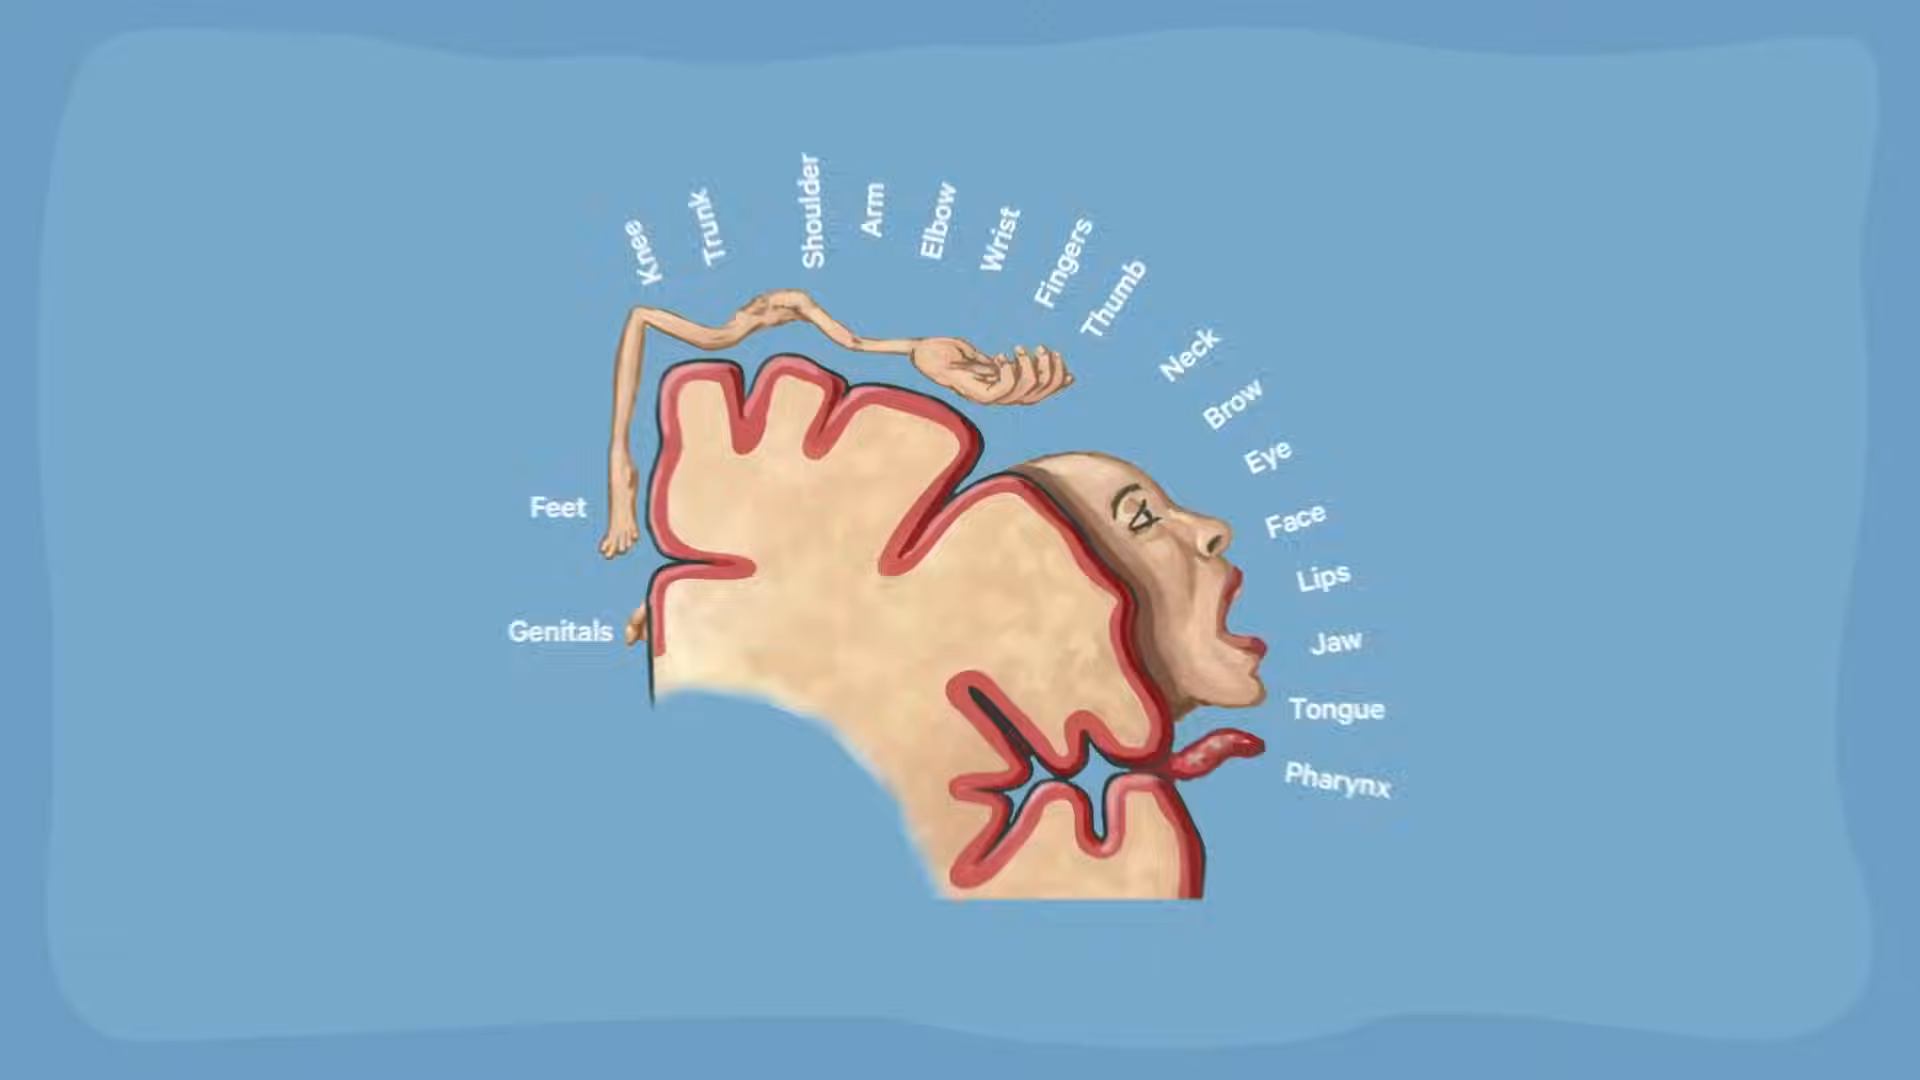 Knee
Trunk
Shoulder
Arm
Elbow
Wrist
Fingers
Thumb
Neck
Brow
Eye
Face
Lips
Jaw
Tongue
Pharynx
Feet
Genitals